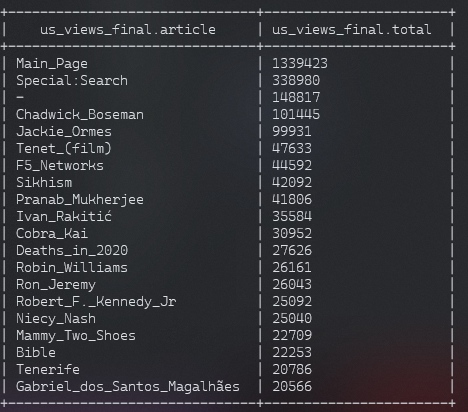 us_views_final.article | us_views_final.total
Main_Page | 1339423
Special:Search | 338980
- | 148817
Chadwick_Boseman | 101445
Jackie_Ormes | 99931
Tenet_(film) | 47633
F5_Networks | 44592
Sikhism | 42092
Pranab_Mukherjee | 41806
Ivan_Rakitić | 35584
Cobra_Kai | 30952
Deaths_in_2020 | 27626
Robin_Williams | 26161
Ron_Jeremy | 26043
Robert_F._Kennedy_Jr | 25092
Niecy_Nash | 25040
Mammy_Two_Shoes | 22709
Bible | 22253
Tenerife | 20786
Gabriel_dos_Santos_Magalhães | 20566